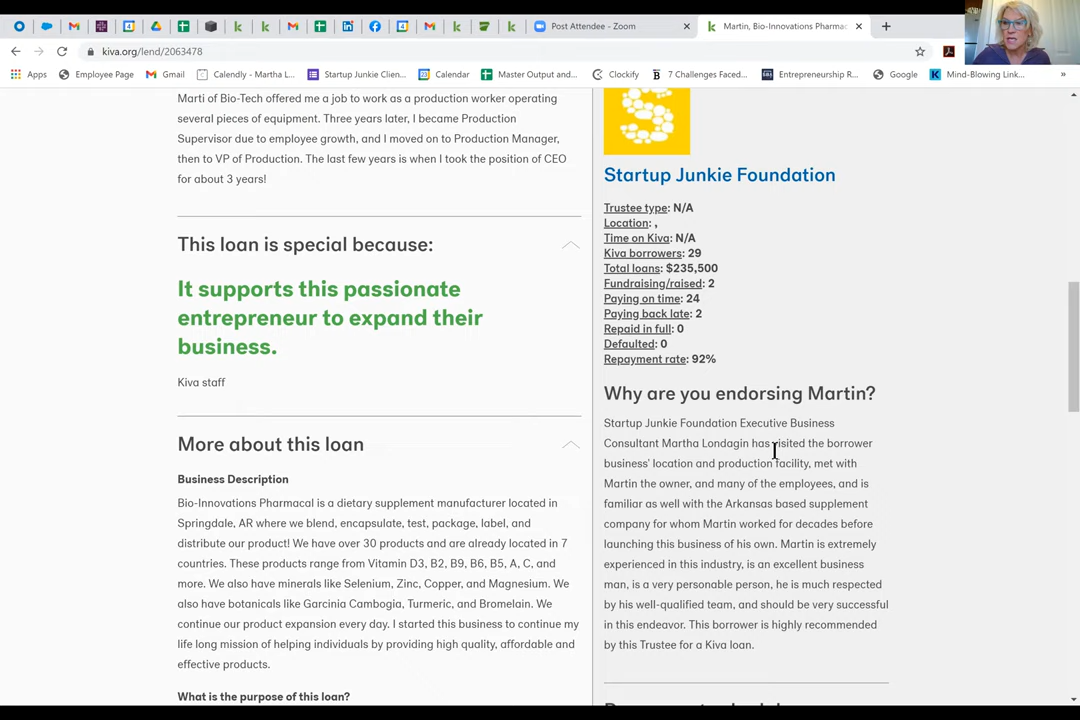 Post Attendee - Zoom
Martin, Bio-Innovations Pharmac
kiva.org/lend/2063478
Apps
Employee Page
Gmail
Calendly - Martha L...
Startup Junkie Clien...
Calendar
Master Output and...
Clockify
7 Challenges Faced...
Entrepreneurship R...
Google
Mind-Blowing Link...
»
Marti of Bio-Tech offered me a job to work as a production worker operating
several pieces of equipment. Three years later, I became Production
Supervisor due to employee growth, and I moved on to Production Manager,
then to VP of Production. The last few years is when I took the position of CEO
for about 3 years!
This loan is special because:
It supports this passionate
entrepreneur to expand their
business.
Kiva staff
More about this loan
Business Description
Bio-Innovations Pharmacal is a dietary supplement manufacturer located in
Springdale, AR where we blend, encapsulate, test, package, label, and
distribute our product! We have over 30 products and are already located in 7
countries. These products range from Vitamin D3, B2, B9, B6, B5, A, C, and
more. We also have minerals like Selenium, Zinc, Copper, and Magnesium. We
also have botanicals like Garcinia Cambogia, Turmeric, and Bromelain. We
continue our product expansion every day. I started this business to continue my
life long mission of helping individuals by providing high quality, affordable and
effective products.
What is the purpose of this loan?
S
Startup Junkie Foundation
Trustee type: N/A
Location: ,
Time on Kiva: N/A
Kiva borrowers: 29
Total loans: $235,500
Fundraising/raised: 2
Paying on time: 24
Paying back late: 2
Repaid in full: 0
Defaulted: 0
Repayment rate: 92%
Why are you endorsing Martin?
Startup Junkie Foundation Executive Business
Consultant Martha Londagin has visited the borrower
business' location and production facility, met with
Martin the owner, and many of the employees, and is
familiar as well with the Arkansas based supplement
company for whom Martin worked for decades before
launching this business of his own. Martin is extremely
experienced in this industry, is an excellent business
man, is a very personable person, he is much respected
by his well-qualified team, and should be very successful
in this endeavor. This borrower is highly recommended
by this Trustee for a Kiva loan.